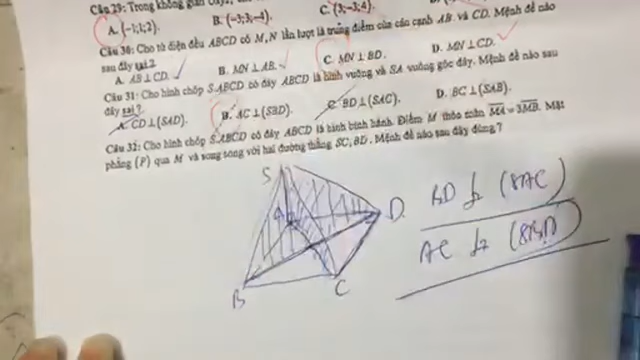 Câu 29: Trong không gian
A. (-1;1;2). B. (-3;3;-4). C. (3;-3;4).
Câu 30: Cho tứ diện đều ABCD có M, N lần lượt là trung điểm của các cạnh AB và CD. Mệnh đề nào
sau đây sai?
A. AB ⊥ CD. B. MN ⊥ AB. C. MN ⊥ BD. D. MN ⊥ CD.
Câu 31: Cho hình chóp S.ABCD có đáy ABCD là hình vuông và SA vuông góc đáy. Mệnh đề nào sau
đây sai?
A. CD ⊥ (SAD). B. AC ⊥ (SBD). C. BD ⊥ (SAC). D. BC ⊥ (SAB).
Câu 32: Cho hình chóp S.ABCD có đáy ABCD là hình bình hành. Điểm M thỏa mãn MA = 3MB. Mặt
phẳng (P) qua M và song song với hai đường thẳng SC, BD. Mệnh đề nào sau đây đúng?
S
A
D
B
C
BD ⊥ (SAC)
AC ⊥ (SBD)